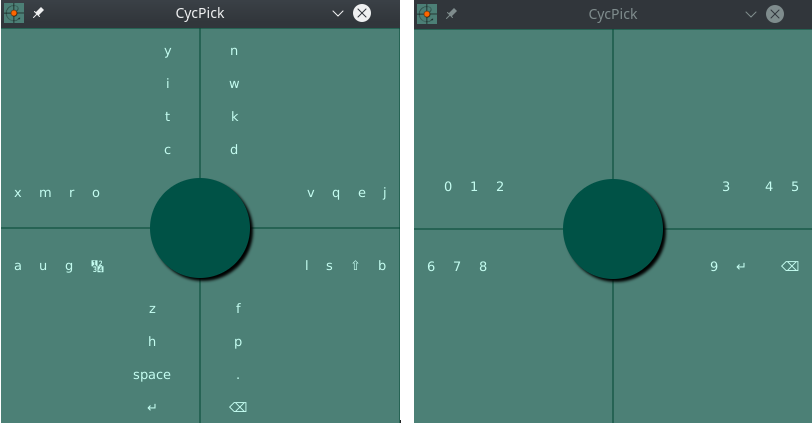 CycPick
y n
i w
t k
c d
x m r o v q e j
a u g 🔢 l s ⇧ b
z f
h p
space .
↵ ⌫
CycPick
0 1 2 3 4 5
6 7 8 9 ↵ ⌫